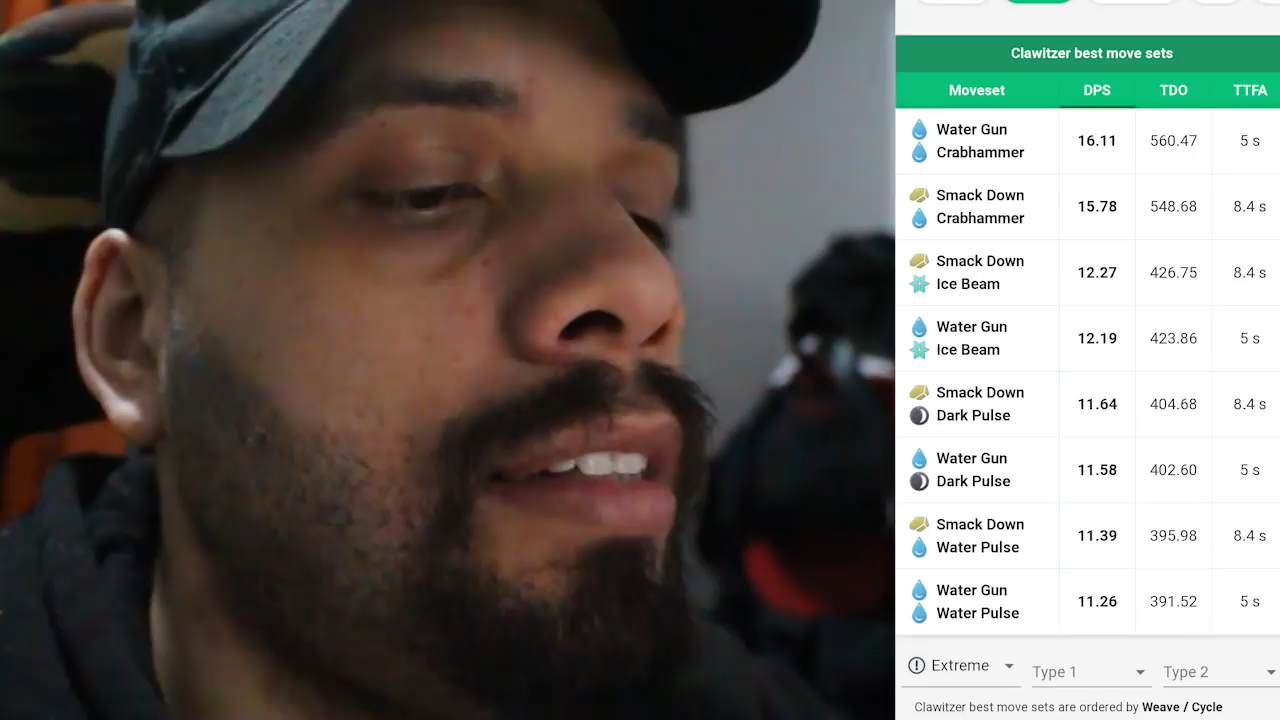 Clawitzer best move sets
Moveset DPS TDO TTFA
Water Gun
Crabhammer
16.11 560.47 5 s
Smack Down
Crabhammer
15.78 548.68 8.4 s
Smack Down
Ice Beam
12.27 426.75 8.4 s
Water Gun
Ice Beam
12.19 423.86 5 s
Smack Down
Dark Pulse
11.64 404.68 8.4 s
Water Gun
Dark Pulse
11.58 402.60 5 s
Smack Down
Water Pulse
11.39 395.98 8.4 s
Water Gun
Water Pulse
11.26 391.52 5 s
Extreme Type 1 Type 2
Clawitzer best move sets are ordered by Weave / Cycle